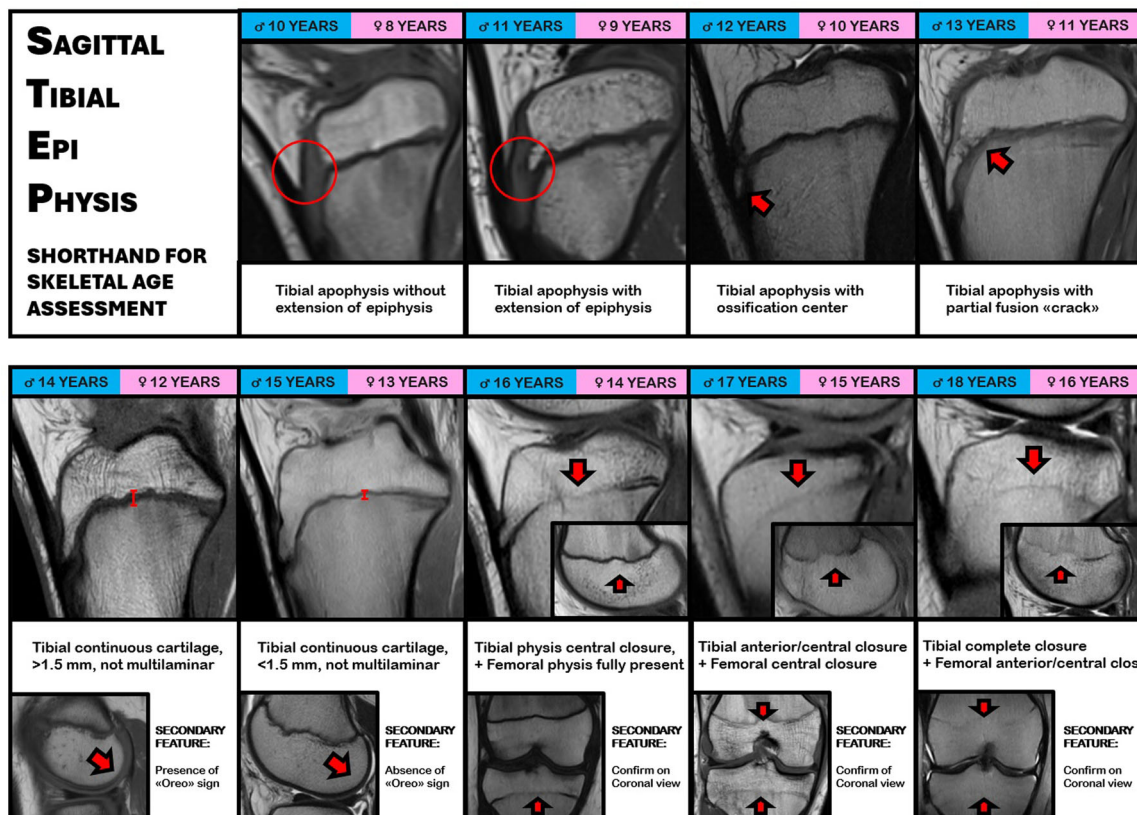 SAGITTAL
TIBIAL
EPI
PHYSIS
SHORTHAND FOR
SKELETAL AGE
ASSESSMENT
♂ 10 YEARS ♀ 8 YEARS
Tibial apophysis without
extension of epiphysis
♂ 11 YEARS ♀ 9 YEARS
Tibial apophysis with
extension of epiphysis
♂ 12 YEARS ♀ 10 YEARS
Tibial apophysis with
ossification center
♂ 13 YEARS ♀ 11 YEARS
Tibial apophysis with
partial fusion «crack»
♂ 14 YEARS ♀ 12 YEARS
Tibial continuous cartilage,
>1.5 mm, not multilaminar
SECONDARY
FEATURE:
Presence of
«Oreo» sign
♂ 15 YEARS ♀ 13 YEARS
Tibial continuous cartilage,
<1.5 mm, not multilaminar
SECONDARY
FEATURE:
Absence of
«Oreo» sign
♂ 16 YEARS ♀ 14 YEARS
Tibial physis central closure,
+ Femoral physis fully present
SECONDARY
FEATURE:
Confirm on
Coronal view
♂ 17 YEARS ♀ 15 YEARS
Tibial anterior/central closure
+ Femoral central closure
SECONDARY
FEATURE:
Confirm of
Coronal view
♂ 18 YEARS ♀ 16 YEARS
Tibial complete closure
+ Femoral anterior/central clos
SECONDARY
FEATURE:
Confirm on
Coronal view